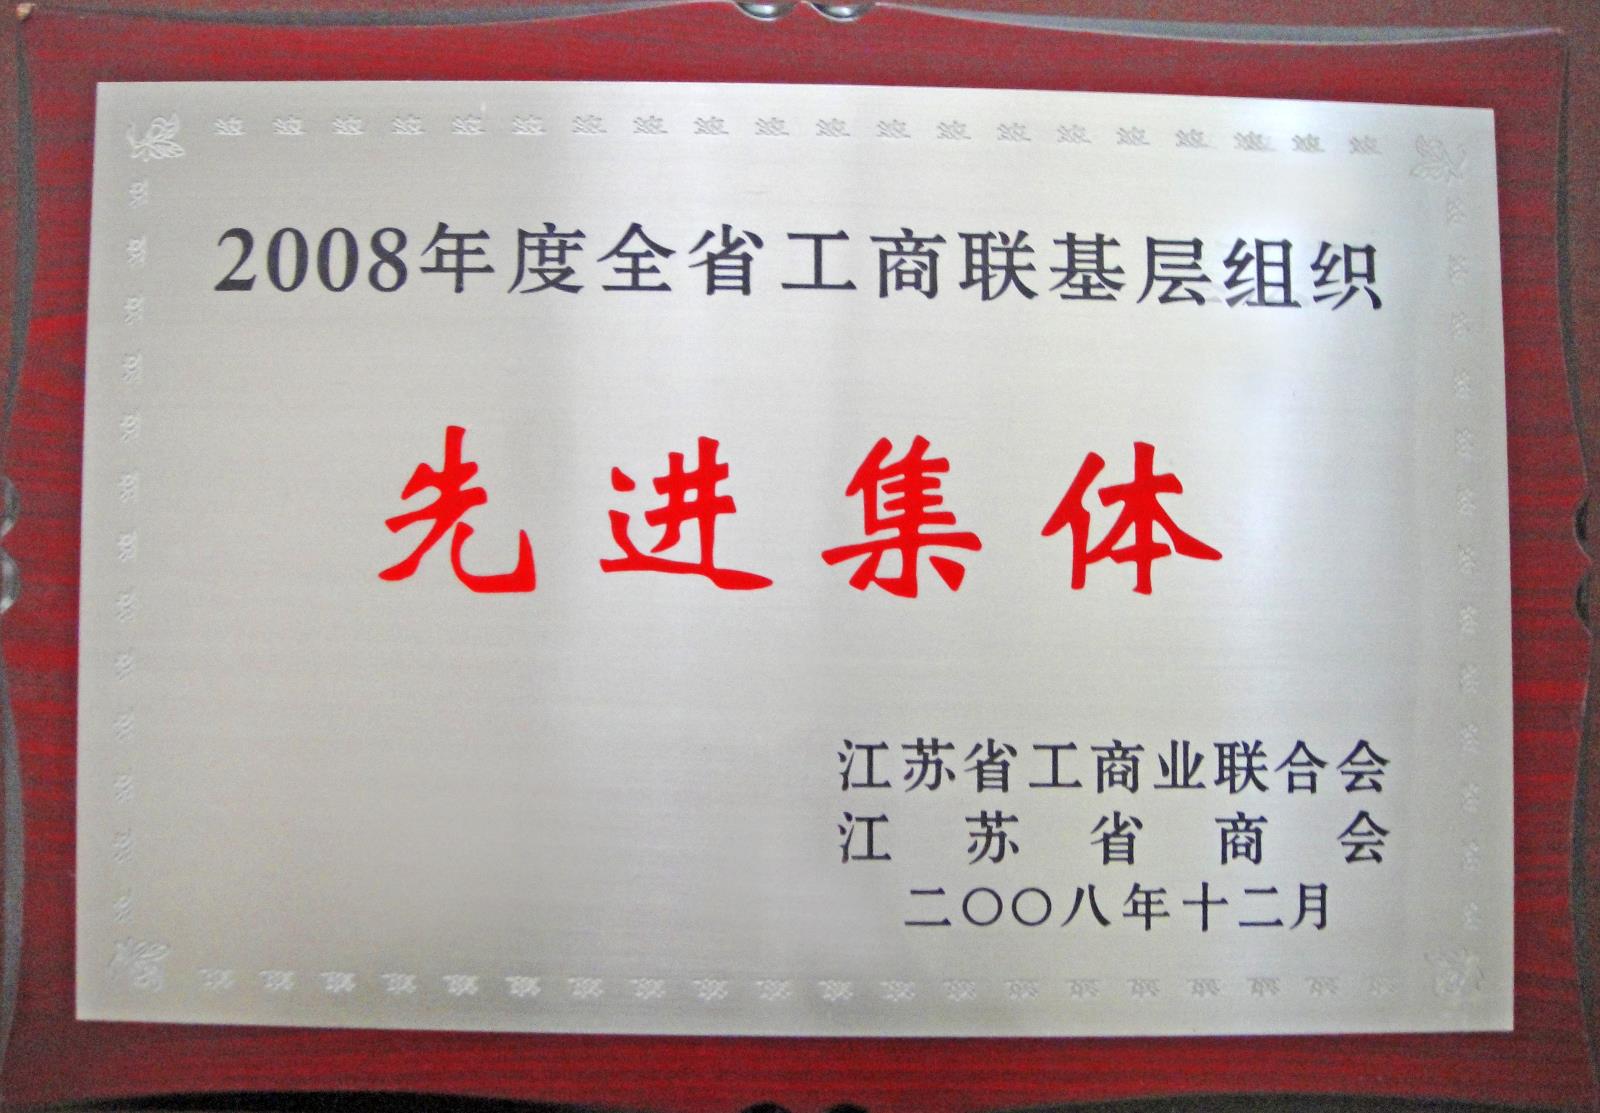 2008年度全省工商联基层组织
先进集体
江苏省工商业联合会
江苏省商会
二〇〇八年十二月